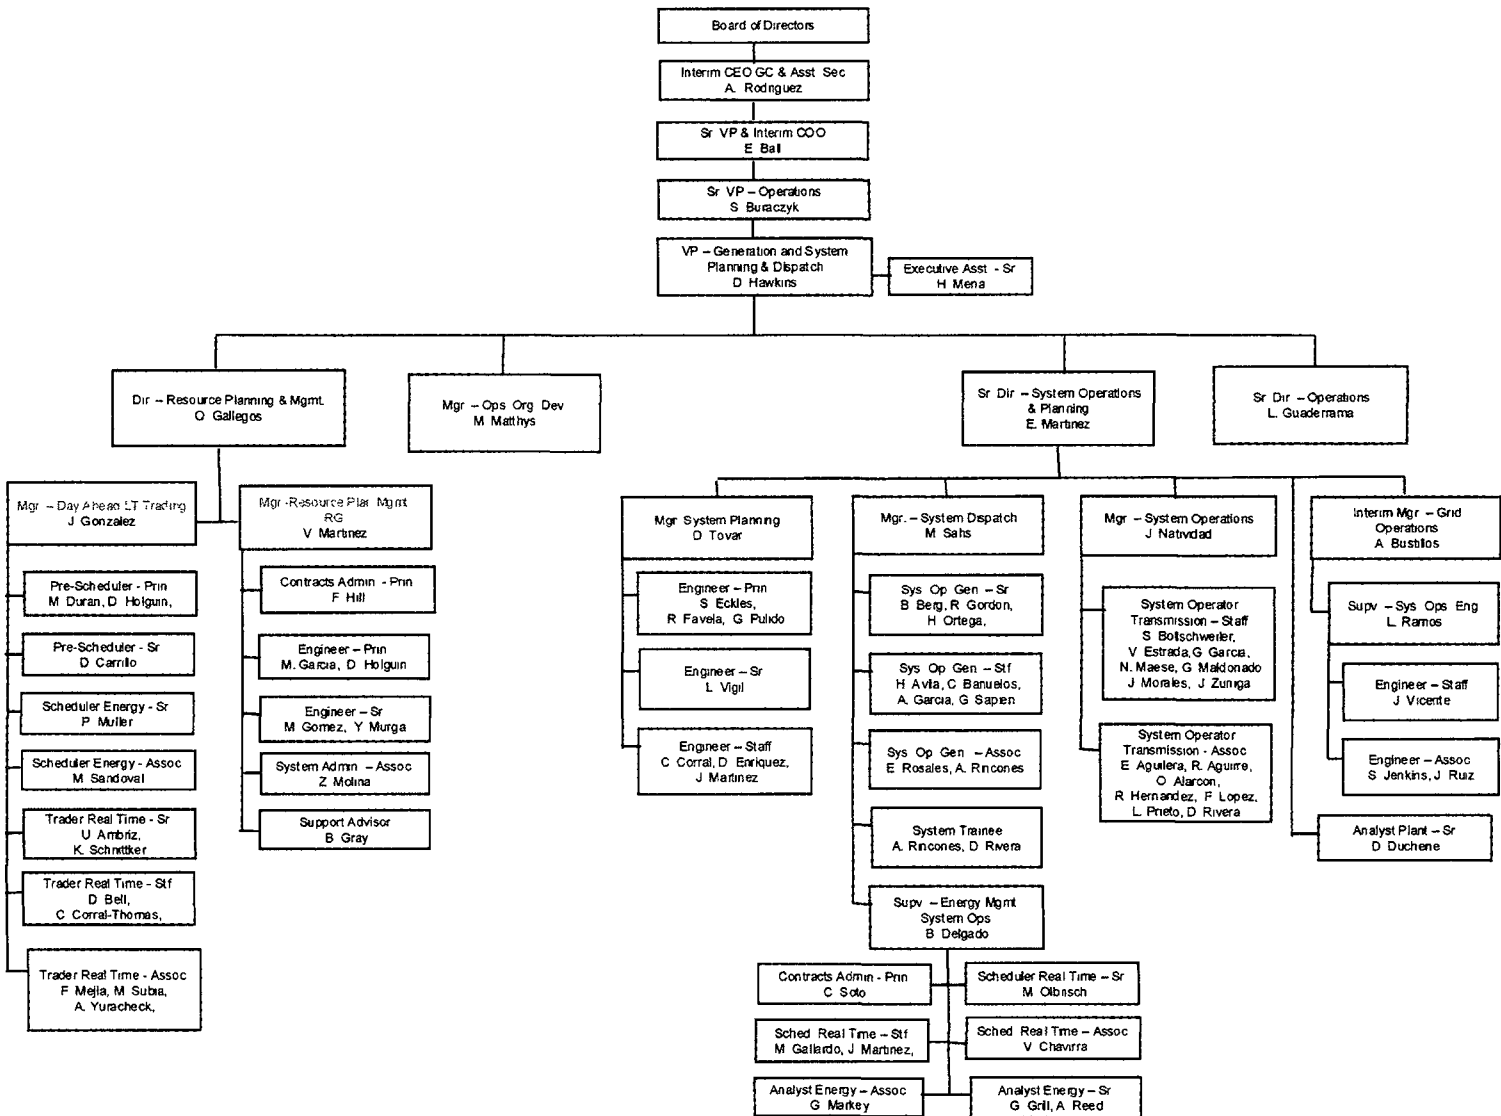 Board of Directors
Interim CEO GC & Asst Sec
A. Rodriguez
Sr VP & Interim COO
E Ball
Sr VP – Operations
S Buraczyk
VP – Generation and System
Planning & Dispatch
D Hawkins
Executive Asst - Sr
H Mena
Dir – Resource Planning & Mgmt.
O Gallegos
Mgr – Ops Org Dev
M Matthys
Sr Dir – System Operations
& Planning
E. Martinez
Sr Dir – Operations
L. Guaderrama
Mgr – Day Ahead LT Trading
J Gonzalez
Pre-Scheduler - Prin
M Duran, D Holguin,
Pre-Scheduler - Sr
D Carrillo
Scheduler Energy - Sr
P Muller
Scheduler Energy - Assoc
M Sandoval
Trader Real Time - Sr
U Ambriz,
K. Schnittker
Trader Real Time - Stf
D Bell,
C Corral-Thomas,
Trader Real Time - Assoc
F Mejia, M Subia,
A. Yuracheck,
Mgr -Resource Plan Mgmt
RG
V Martinez
Contracts Admin - Prin
F Hill
Engineer – Prin
M. Garcia, D Holguin
Engineer – Sr
M Gomez, Y Murga
System Admin – Assoc
Z Molina
Support Advisor
B Gray
Mgr System Planning
D Tovar
Engineer – Prin
S Eckles,
R Favela, G Pulido
Engineer – Sr
L Vigil
Engineer – Staff
C Corral, D Enriquez,
J Martinez
Mgr. – System Dispatch
M Sahs
Sys Op Gen – Sr
B Berg, R Gordon,
H Ortega,
Sys Op Gen – Stf
H Avila, C Banuelos,
A. Garcia, G Sapien
Sys Op Gen – Assoc
E Rosales, A. Rincones
System Trainee
A. Rincones, D Rivera
Supv – Energy Mgmt
System Ops
B Delgado
Contracts Admin - Prin
C Soto
Scheduler Real Time – Sr
M Olbrisch
Sched Real Time – Stf
M Gallardo, J Martinez,
Sched Real Time – Assoc
V Chavirra
Analyst Energy – Assoc
G Markey
Analyst Energy – Sr
G Grill, A Reed
Mgr – System Operations
J Natividad
System Operator
Transmission – Staff
S Botschweiler,
V Estrada, G Garcia,
N. Maese, G Maldonado
J Morales, J Zuniga
System Operator
Transmission - Assoc
E Aguilera, R. Aguirre,
O Alarcon,
R Hernandez, F Lopez,
L. Prieto, D Rivera
Interim Mgr – Grid
Operations
A Bustillos
Supv – Sys Ops Eng
L. Ramos
Engineer – Staff
J Vicente
Engineer – Assoc
S Jenkins, J Ruiz
Analyst Plant – Sr
D Duchene